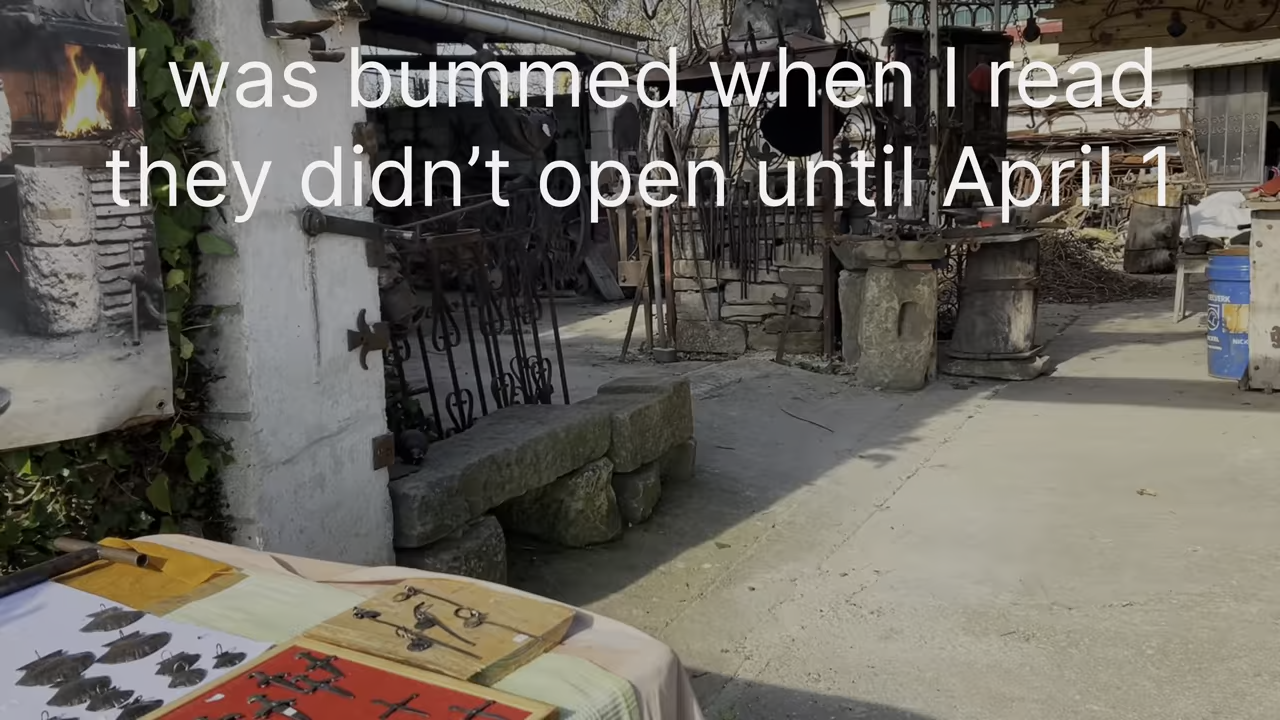 I was bummed when I read
they didn’t open until April 1